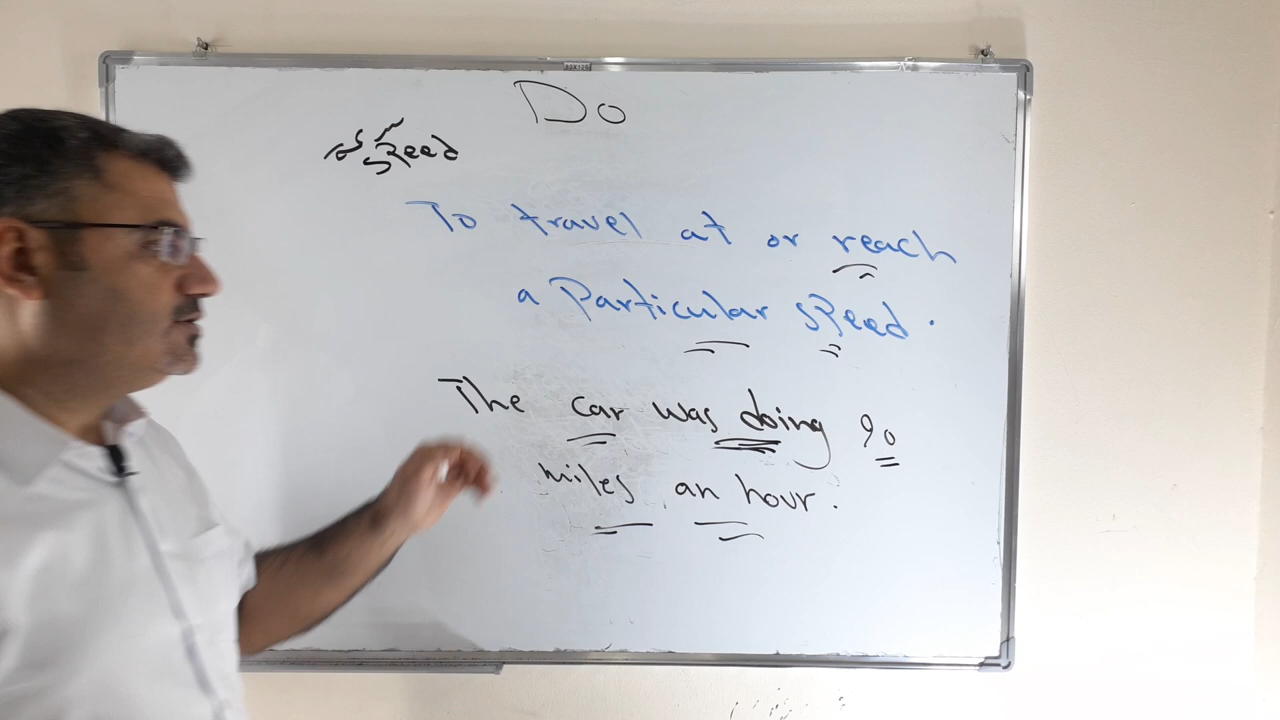 Do
speed
To travel at or reach
a Particular speed.
The car was doing 90
miles an hour.